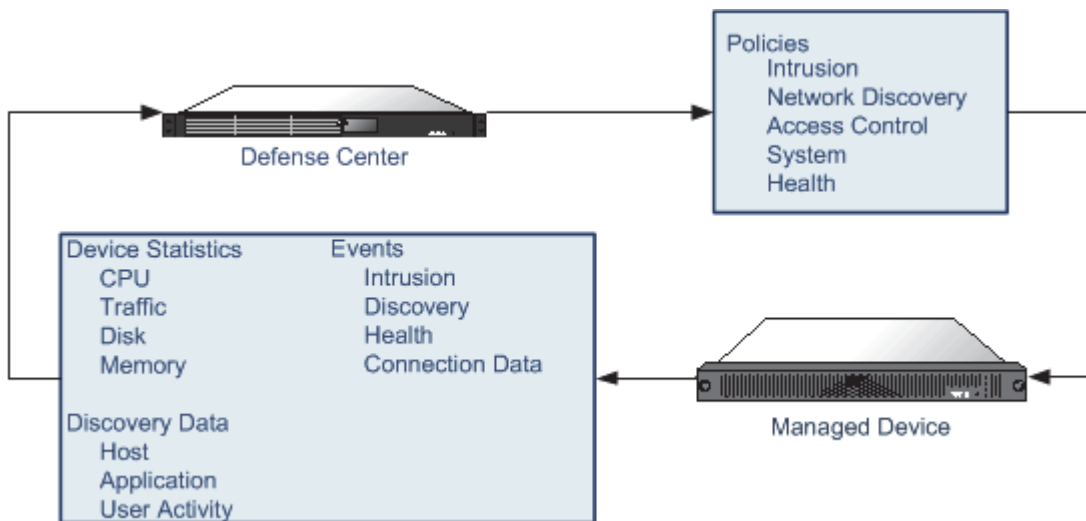 Policies
Intrusion
Network Discovery
Access Control
System
Health
Defense Center
Device Statistics
CPU
Traffic
Disk
Memory
Events
Intrusion
Discovery
Health
Connection Data
Discovery Data
Host
Application
User Activity
Managed Device